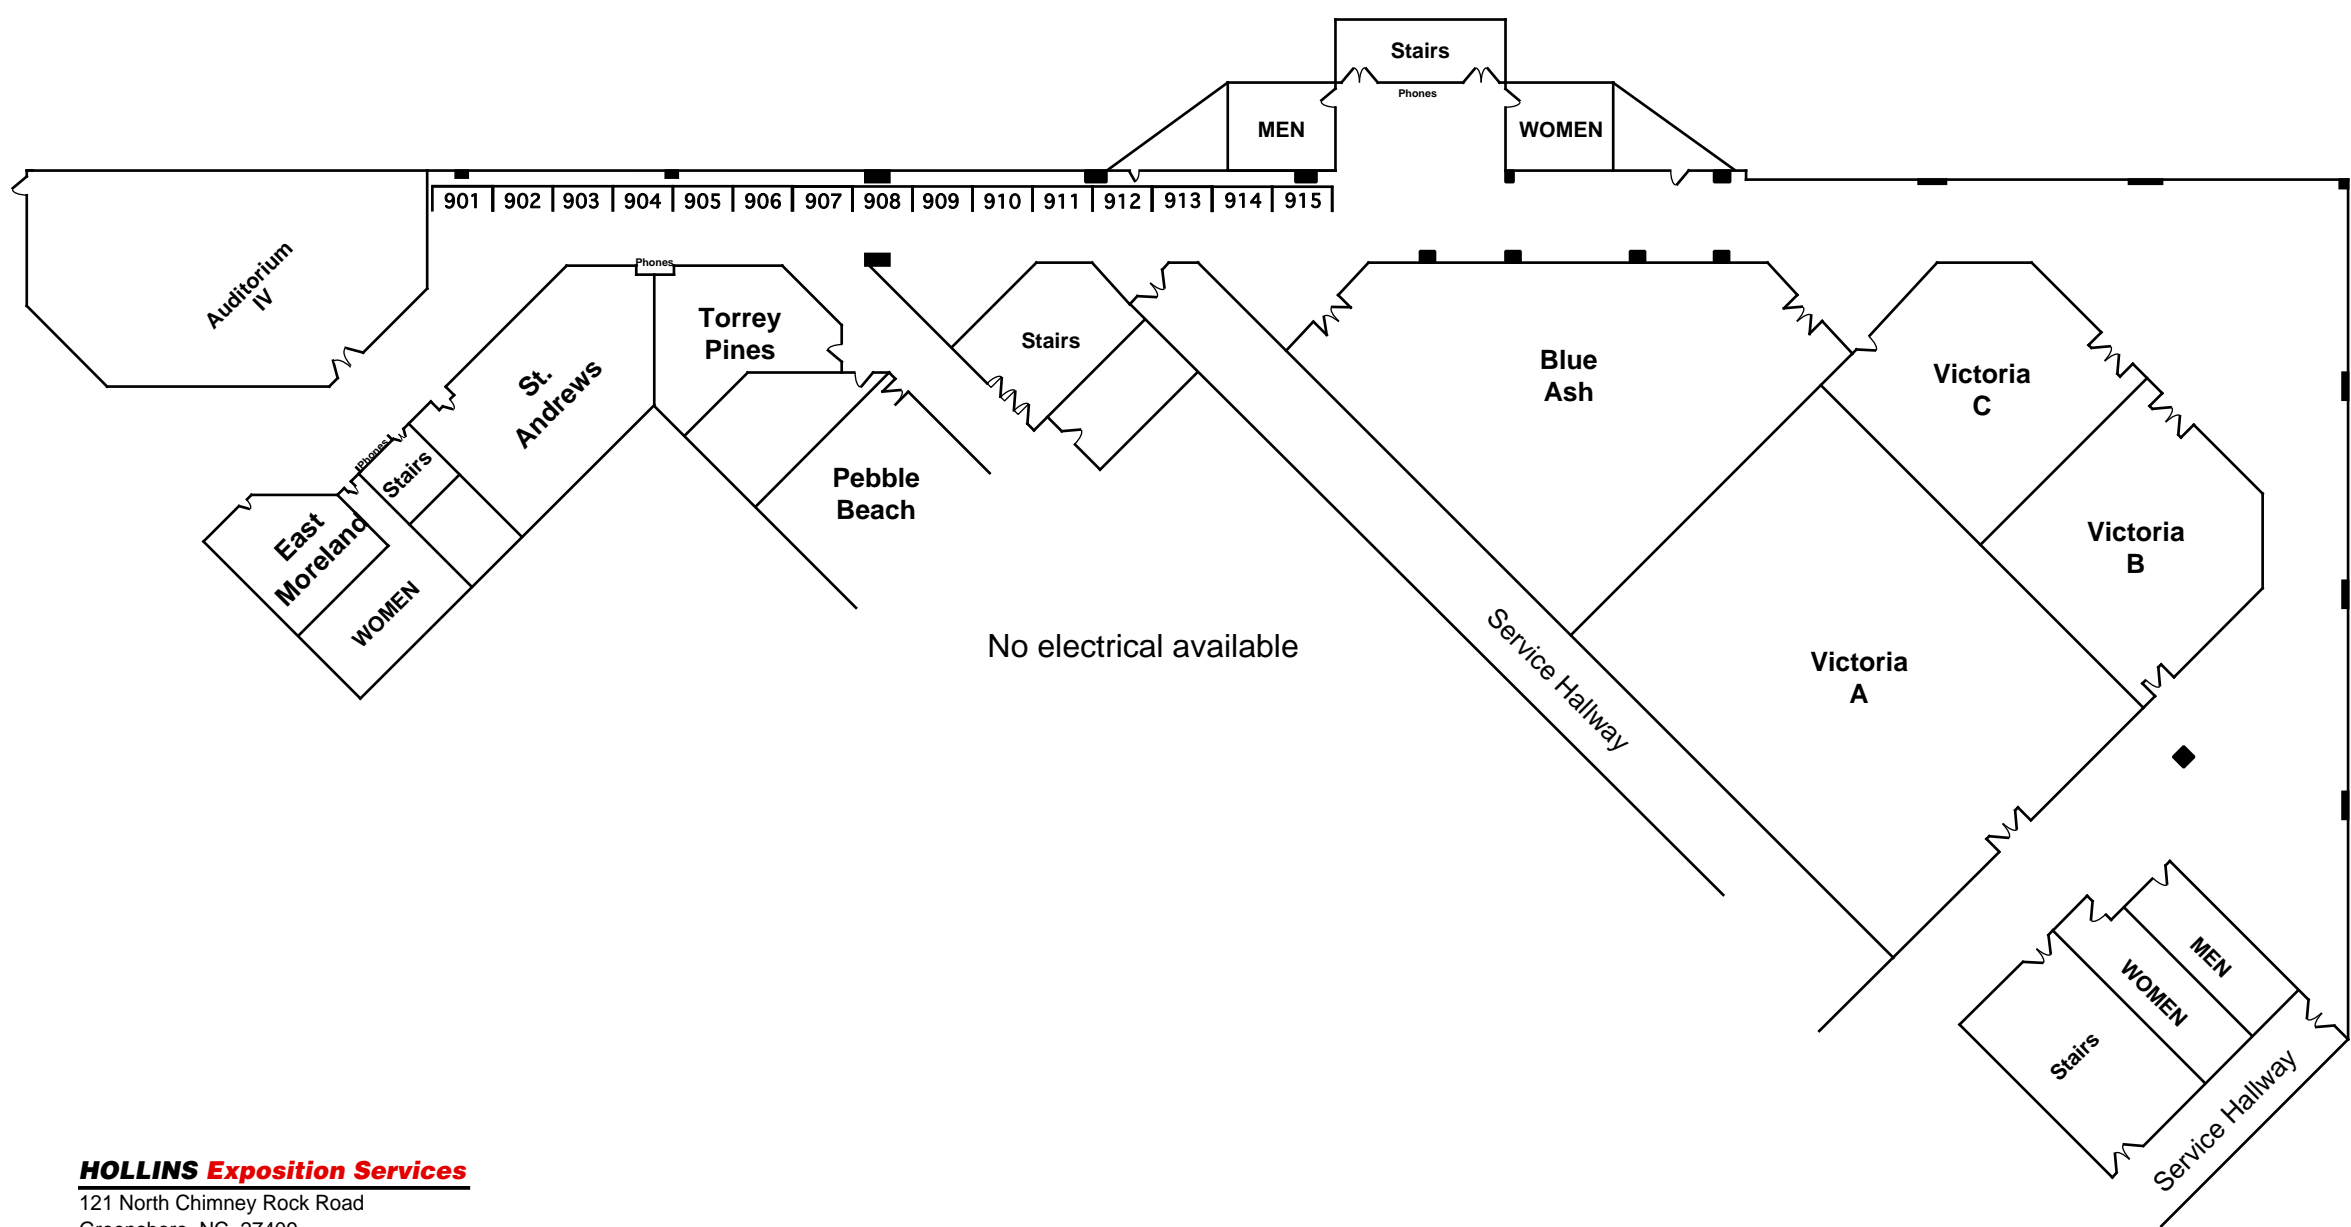 Stairs
Phones
MEN
WOMEN
901 902 903 904 905 906 907 908 909 910 911 912 913 914 915
Auditorium
IV
Phones
Torrey
Pines
St.
Andrews
Stairs
Blue
Ash
Victoria
C
Phones
Stairs
Pebble
Beach
East
Moreland
WOMEN
Victoria
B
No electrical available
Service Hallway
Victoria
A
MEN
WOMEN
Stairs
Service Hallway
HOLLINS Exposition Services
121 North Chimney Rock Road
Greensboro, NC 27409